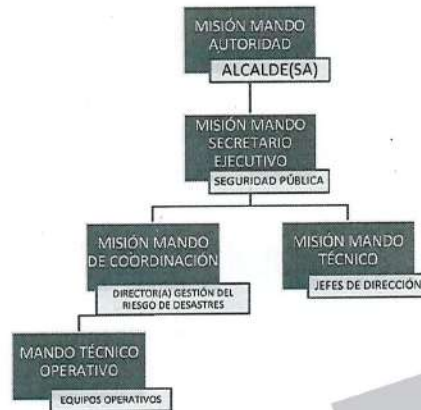 MISIÓN MANDO
AUTORIDAD
ALCALDE(SA)
MISIÓN MANDO
SECRETARIO
EJECUTIVO
SEGURIDAD PÚBLICA
MISIÓN MANDO
DE COORDINACIÓN
DIRECTOR(A) GESTIÓN DEL
RIESGO DE DESASTRES
MISIÓN MANDO
TÉCNICO
JEFES DE DIRECCIÓN
MANDO TÉCNICO
OPERATIVO
EQUIPOS OPERATIVOS